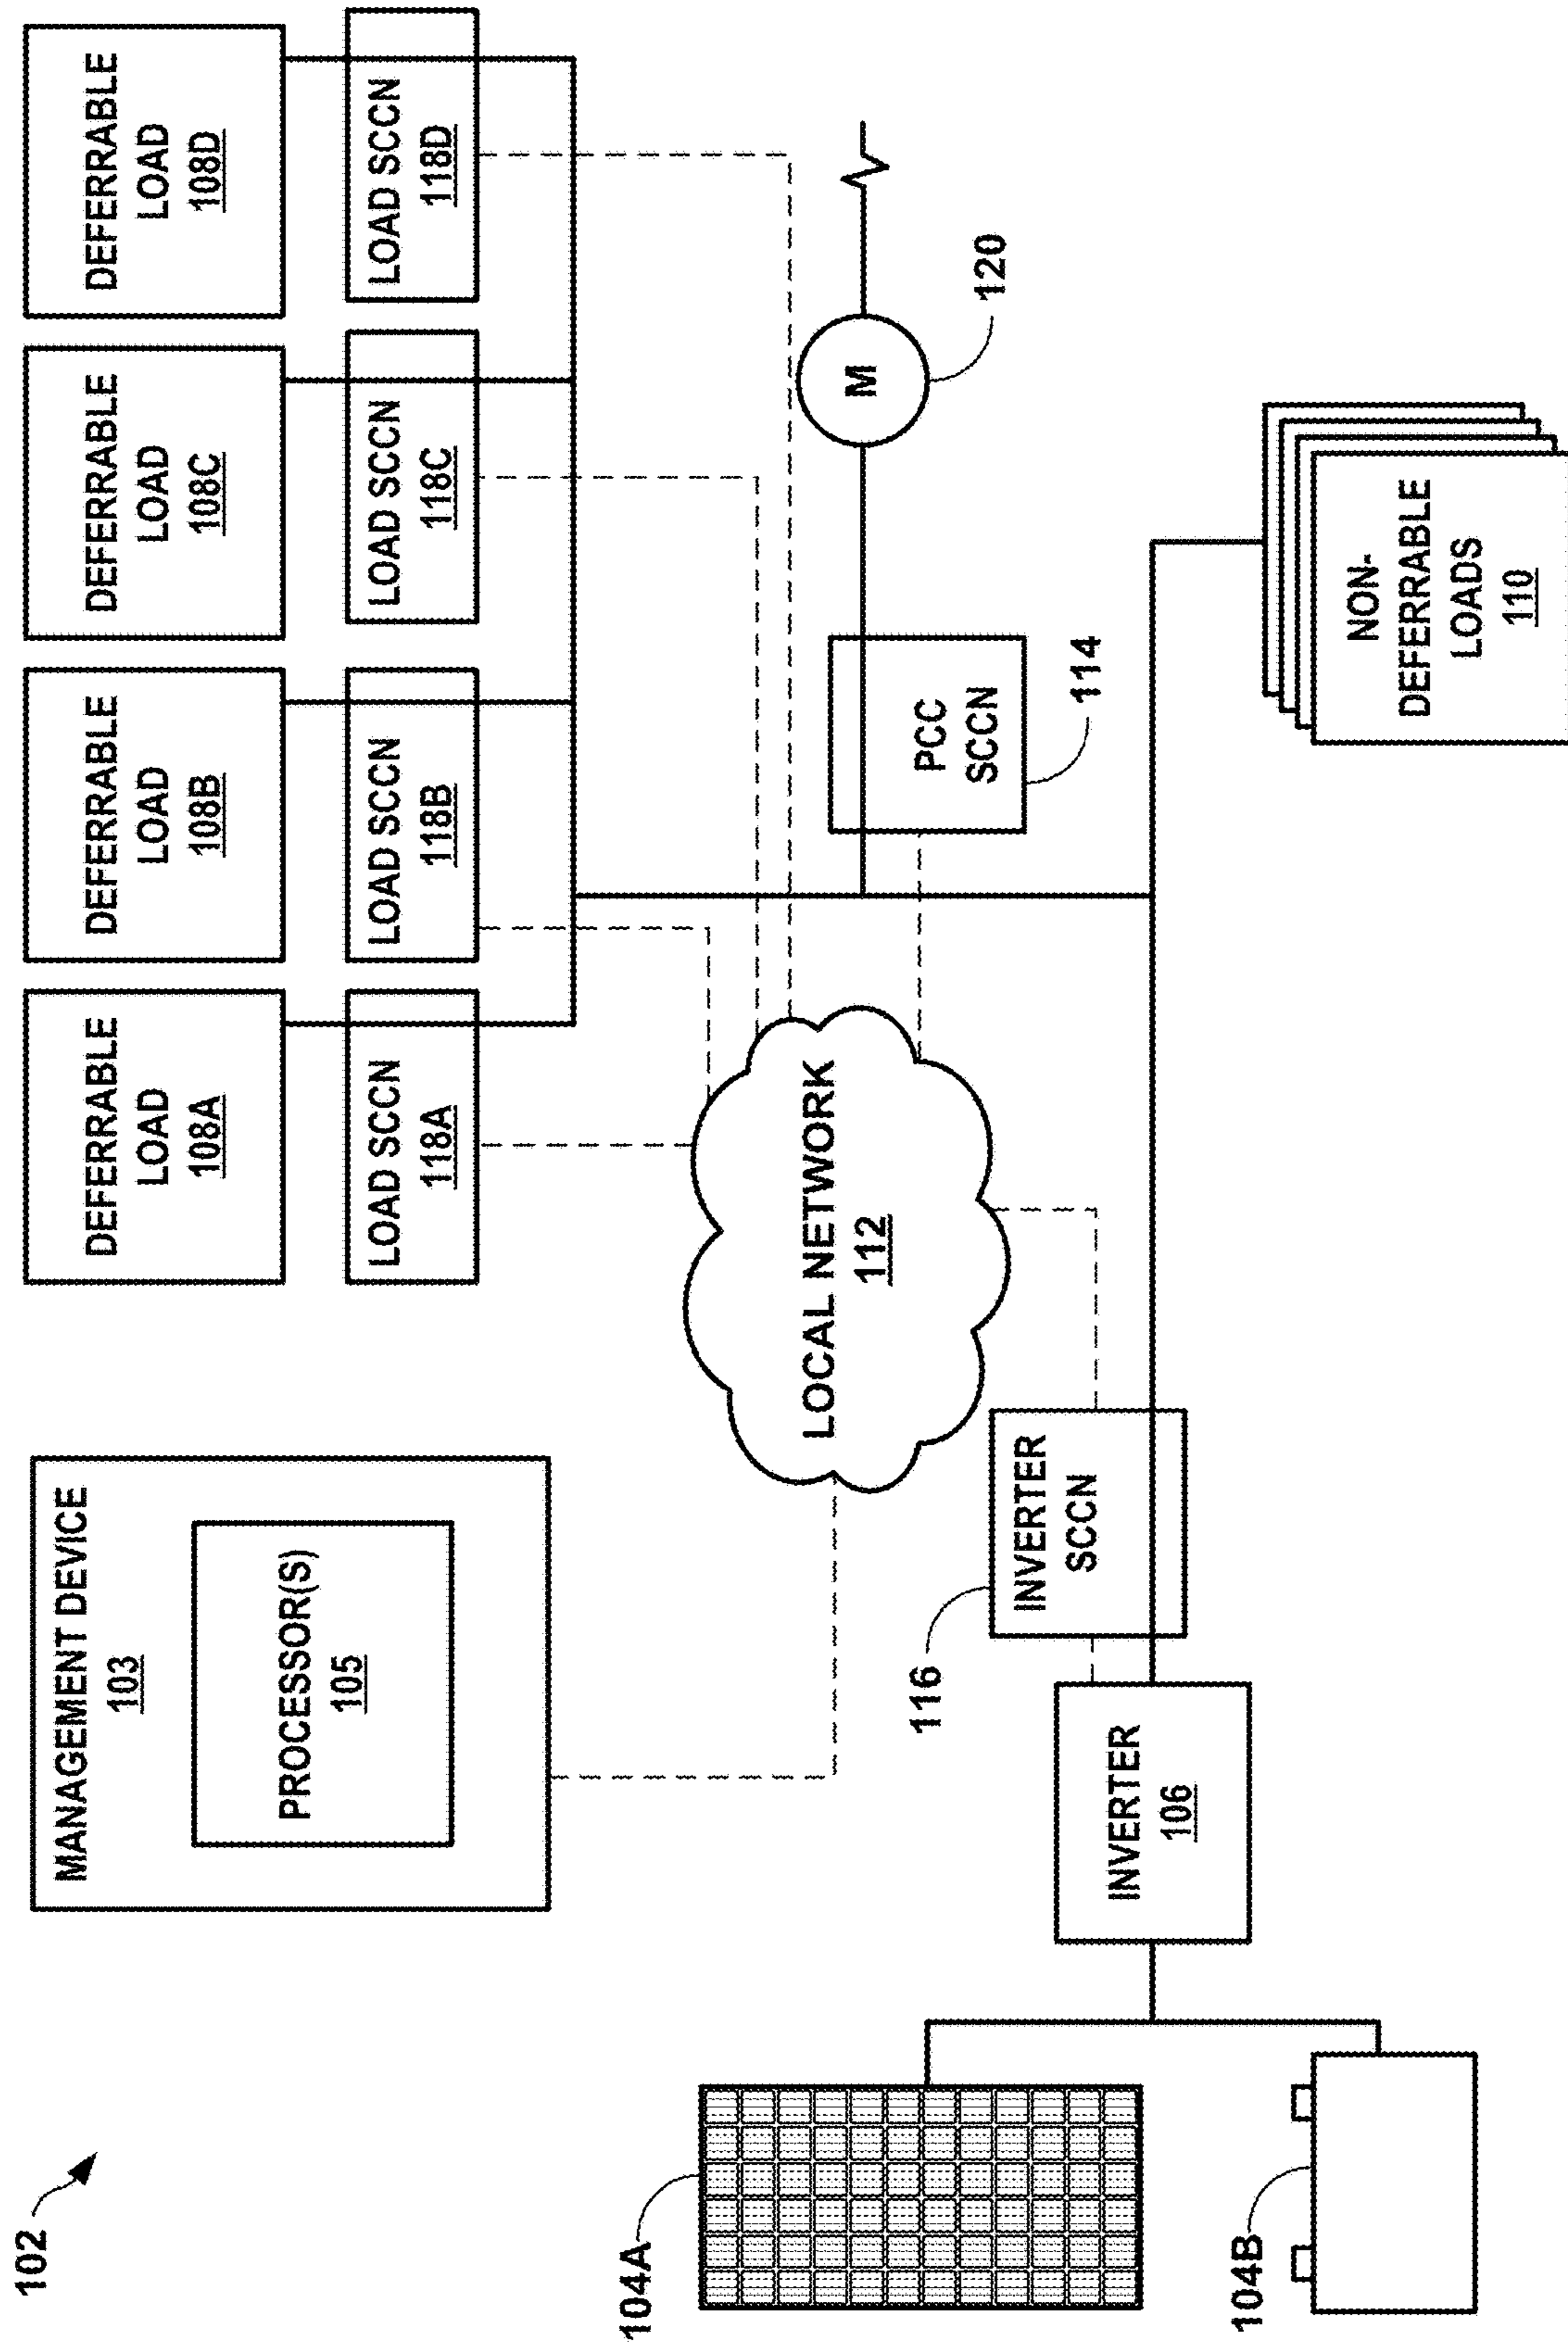 102
MANAGEMENT DEVICE
103
PROCESSOR(S)
105
DEFERRABLE
LOAD
108A
DEFERRABLE
LOAD
108B
DEFERRABLE
LOAD
108C
DEFERRABLE
LOAD
108D
LOAD SCCN
118A
LOAD SCCN
118B
LOAD SCCN
118C
LOAD SCCN
118D
LOCAL NETWORK
112
M
120
PCC
SCCN
114
104A
116
INVERTER
SCCN
INVERTER
106
104B
NON-
DEFERRABLE
LOADS
110